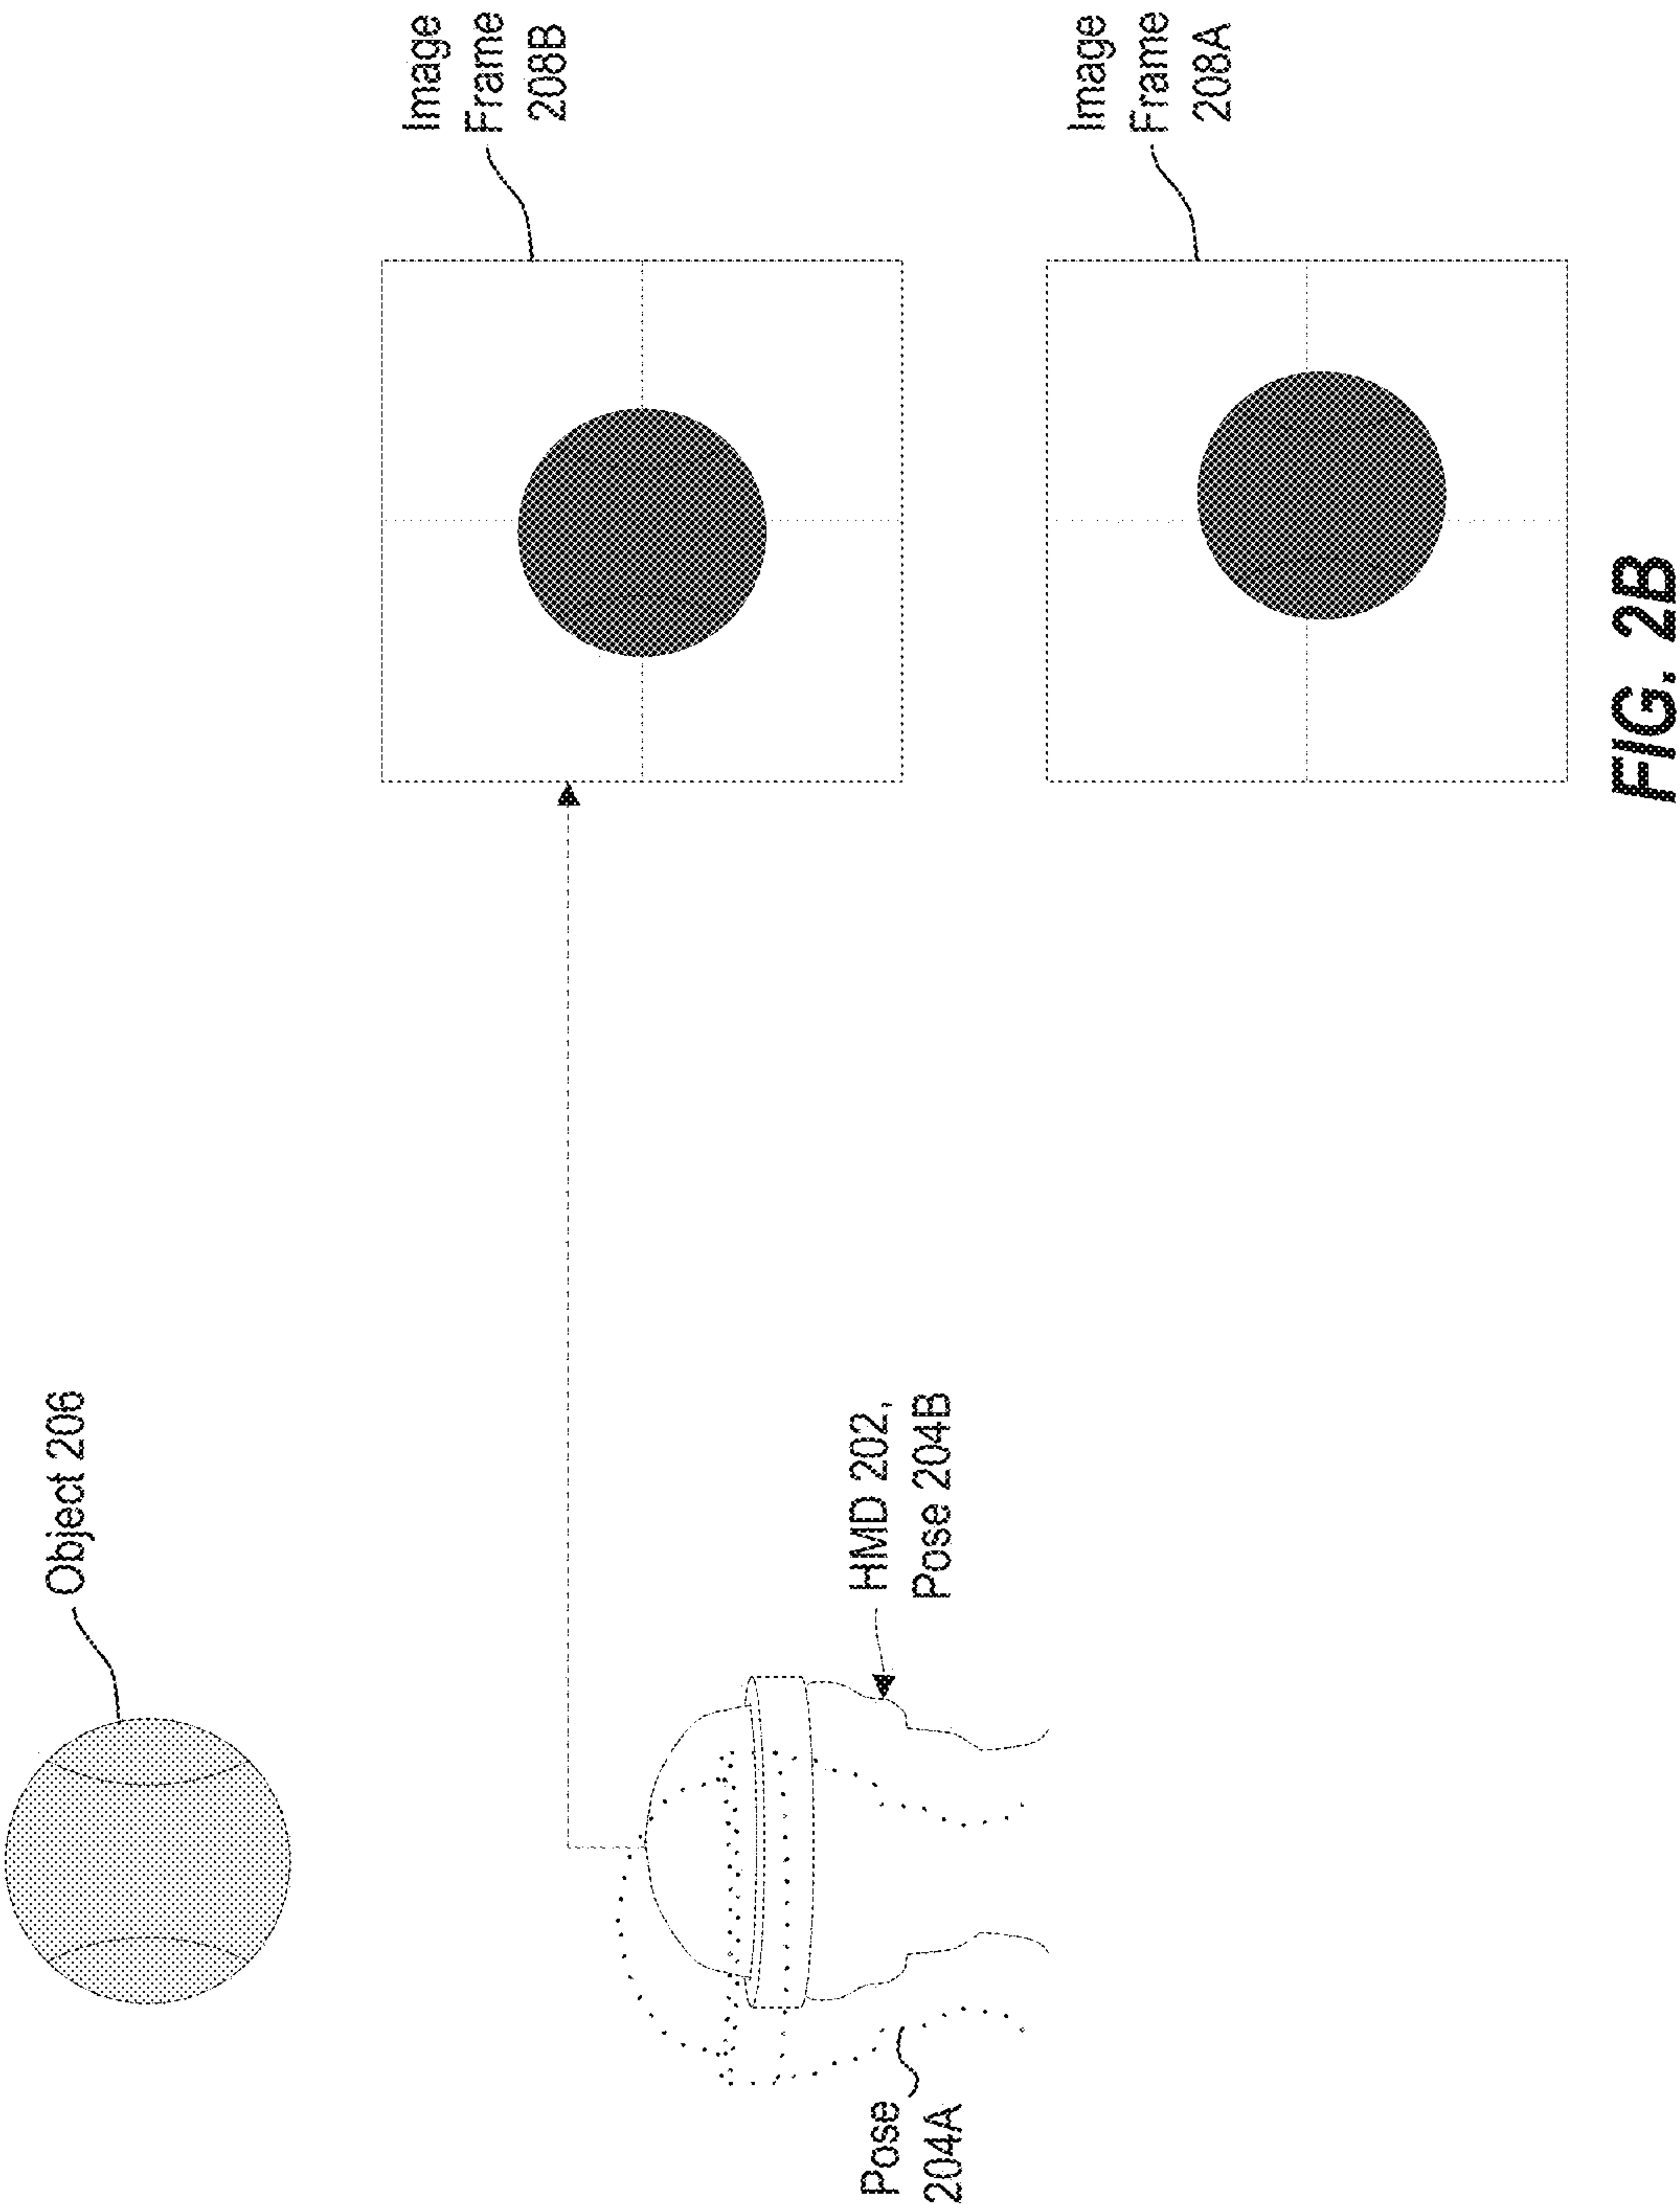 Object 206
Image
Frame
208B
HMD 202,
Pose 204B
Pose
204A
Image
Frame
208A
FIG. 2B